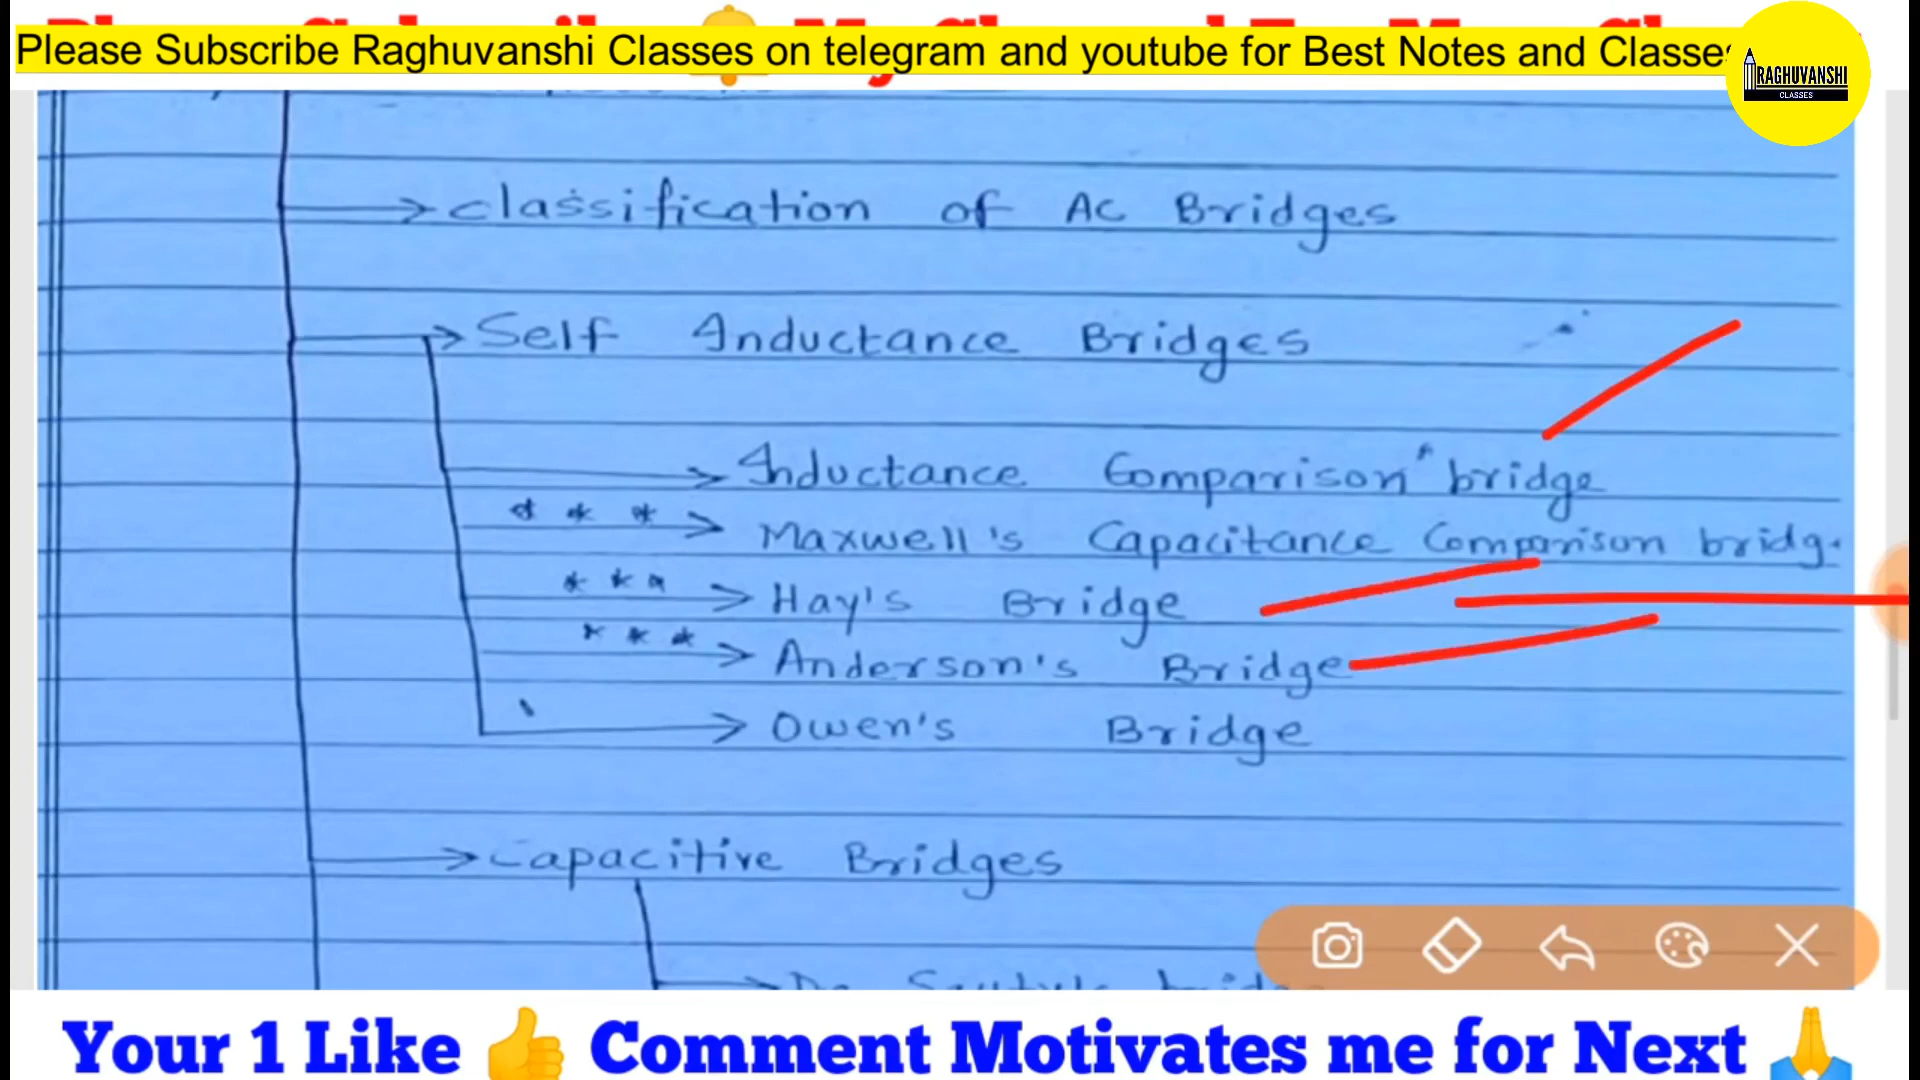 Please Subscribe Raghuvanshi Classes on telegram and youtube for Best Notes and Classes
RAGHUVANSHI
CLASSES
Classification of AC Bridges
Self Inductance Bridges
Inductance Comparison bridge
* * * Maxwell's Capacitance Comparison bridg
* * * Hay's Bridge
* * * Anderson's Bridge
Owen's Bridge
Capacitive Bridges
Your 1 Like 👍 Comment Motivates me for Next 🙏